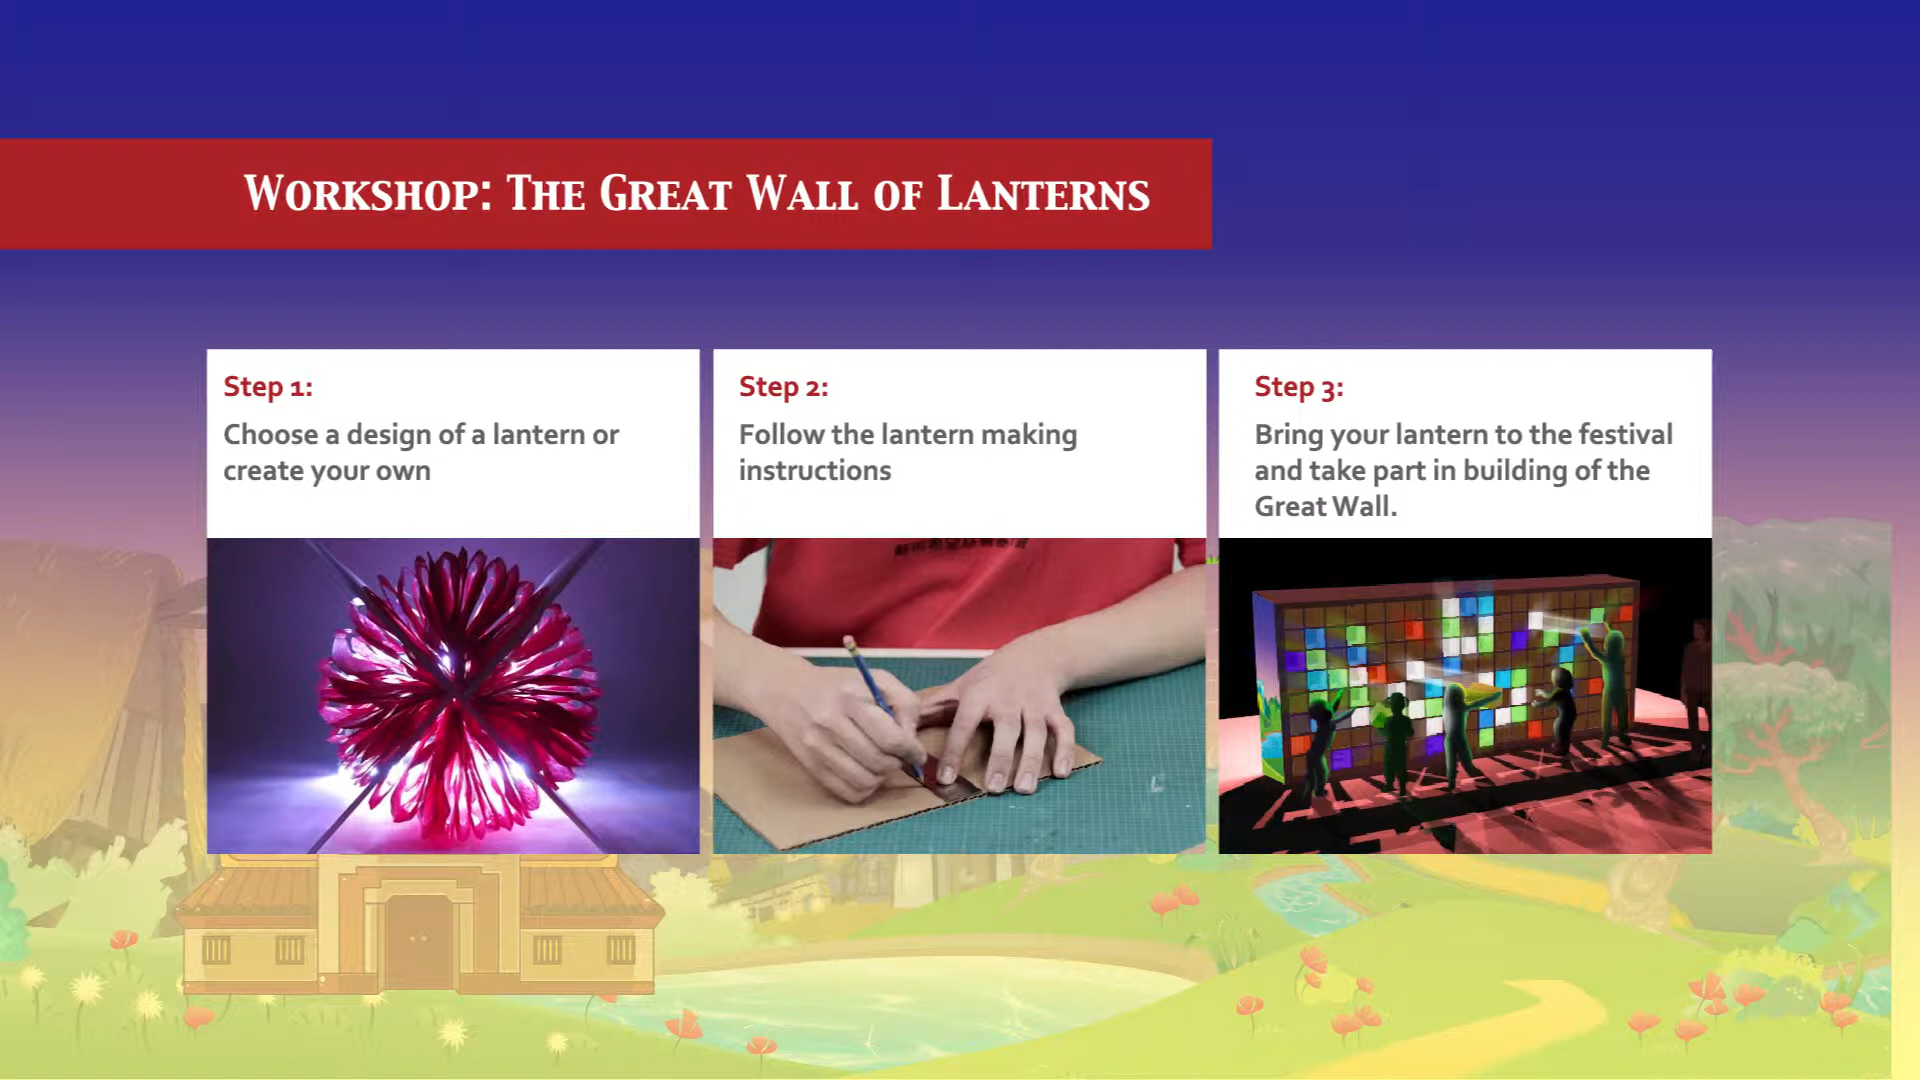 Workshop: The Great Wall of Lanterns
Step 1:
Choose a design of a lantern or
create your own
Step 2:
Follow the lantern making
instructions
Step 3:
Bring your lantern to the festival
and take part in building of the
Great Wall.